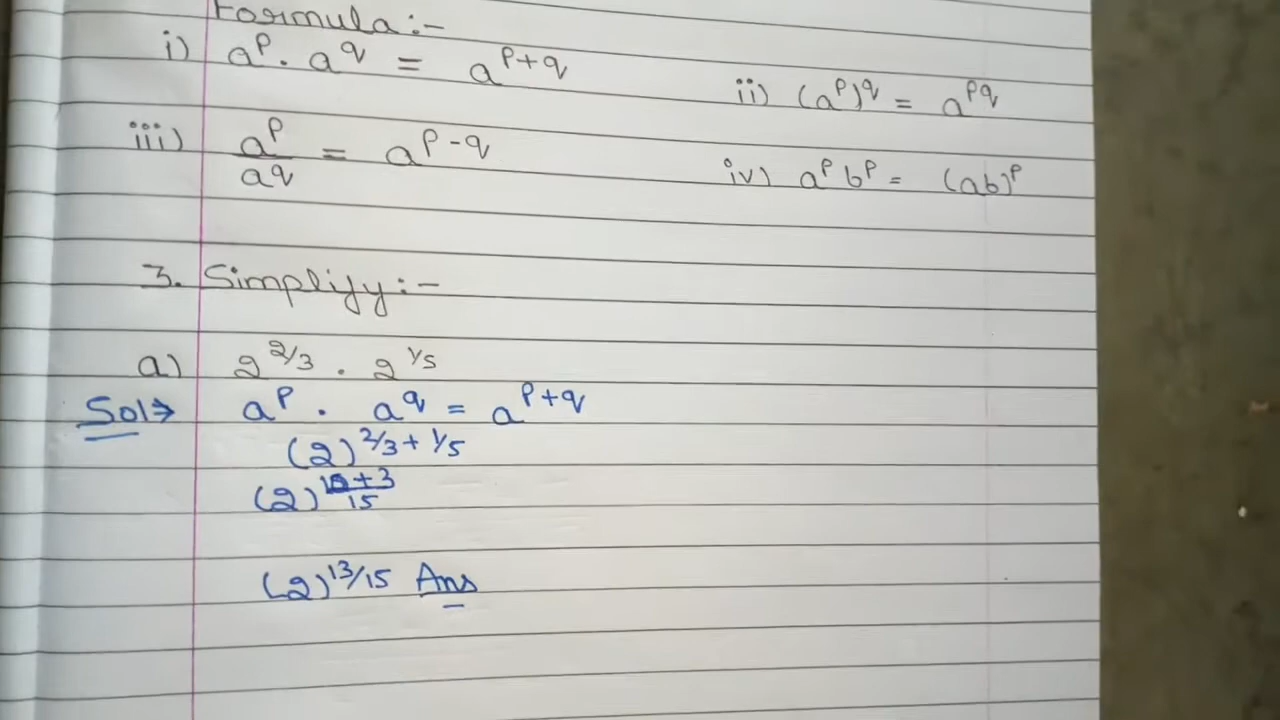 Formula:-
i) a^p . a^q = a^(p+q)
ii) (a^p)^q = a^(pq)
iii) a^p/a^q = a^(p-q)
iv) a^p b^p = (ab)^p
3. Simplify:-
a) 2^(2/3) . 2^(1/5)
Sol⇒ a^p . a^q = a^(p+q)
(2)^(2/3 + 1/5)
(2)^((10+3)/15)
(2)^(13/15) Ans